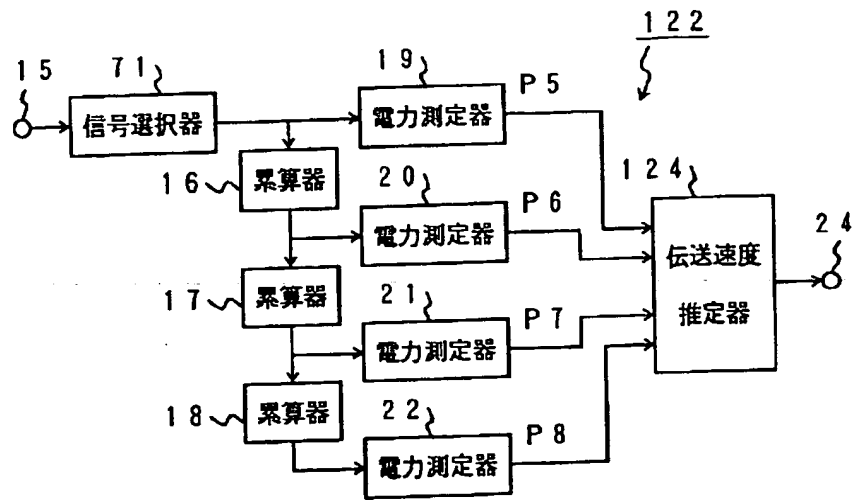 122
15
71
19
P5
信号選択器
電力測定器
16
累算器
20
P6
124
電力測定器
24
伝送速度
推定器
17
累算器
21
P7
電力測定器
18
累算器
22
P8
電力測定器